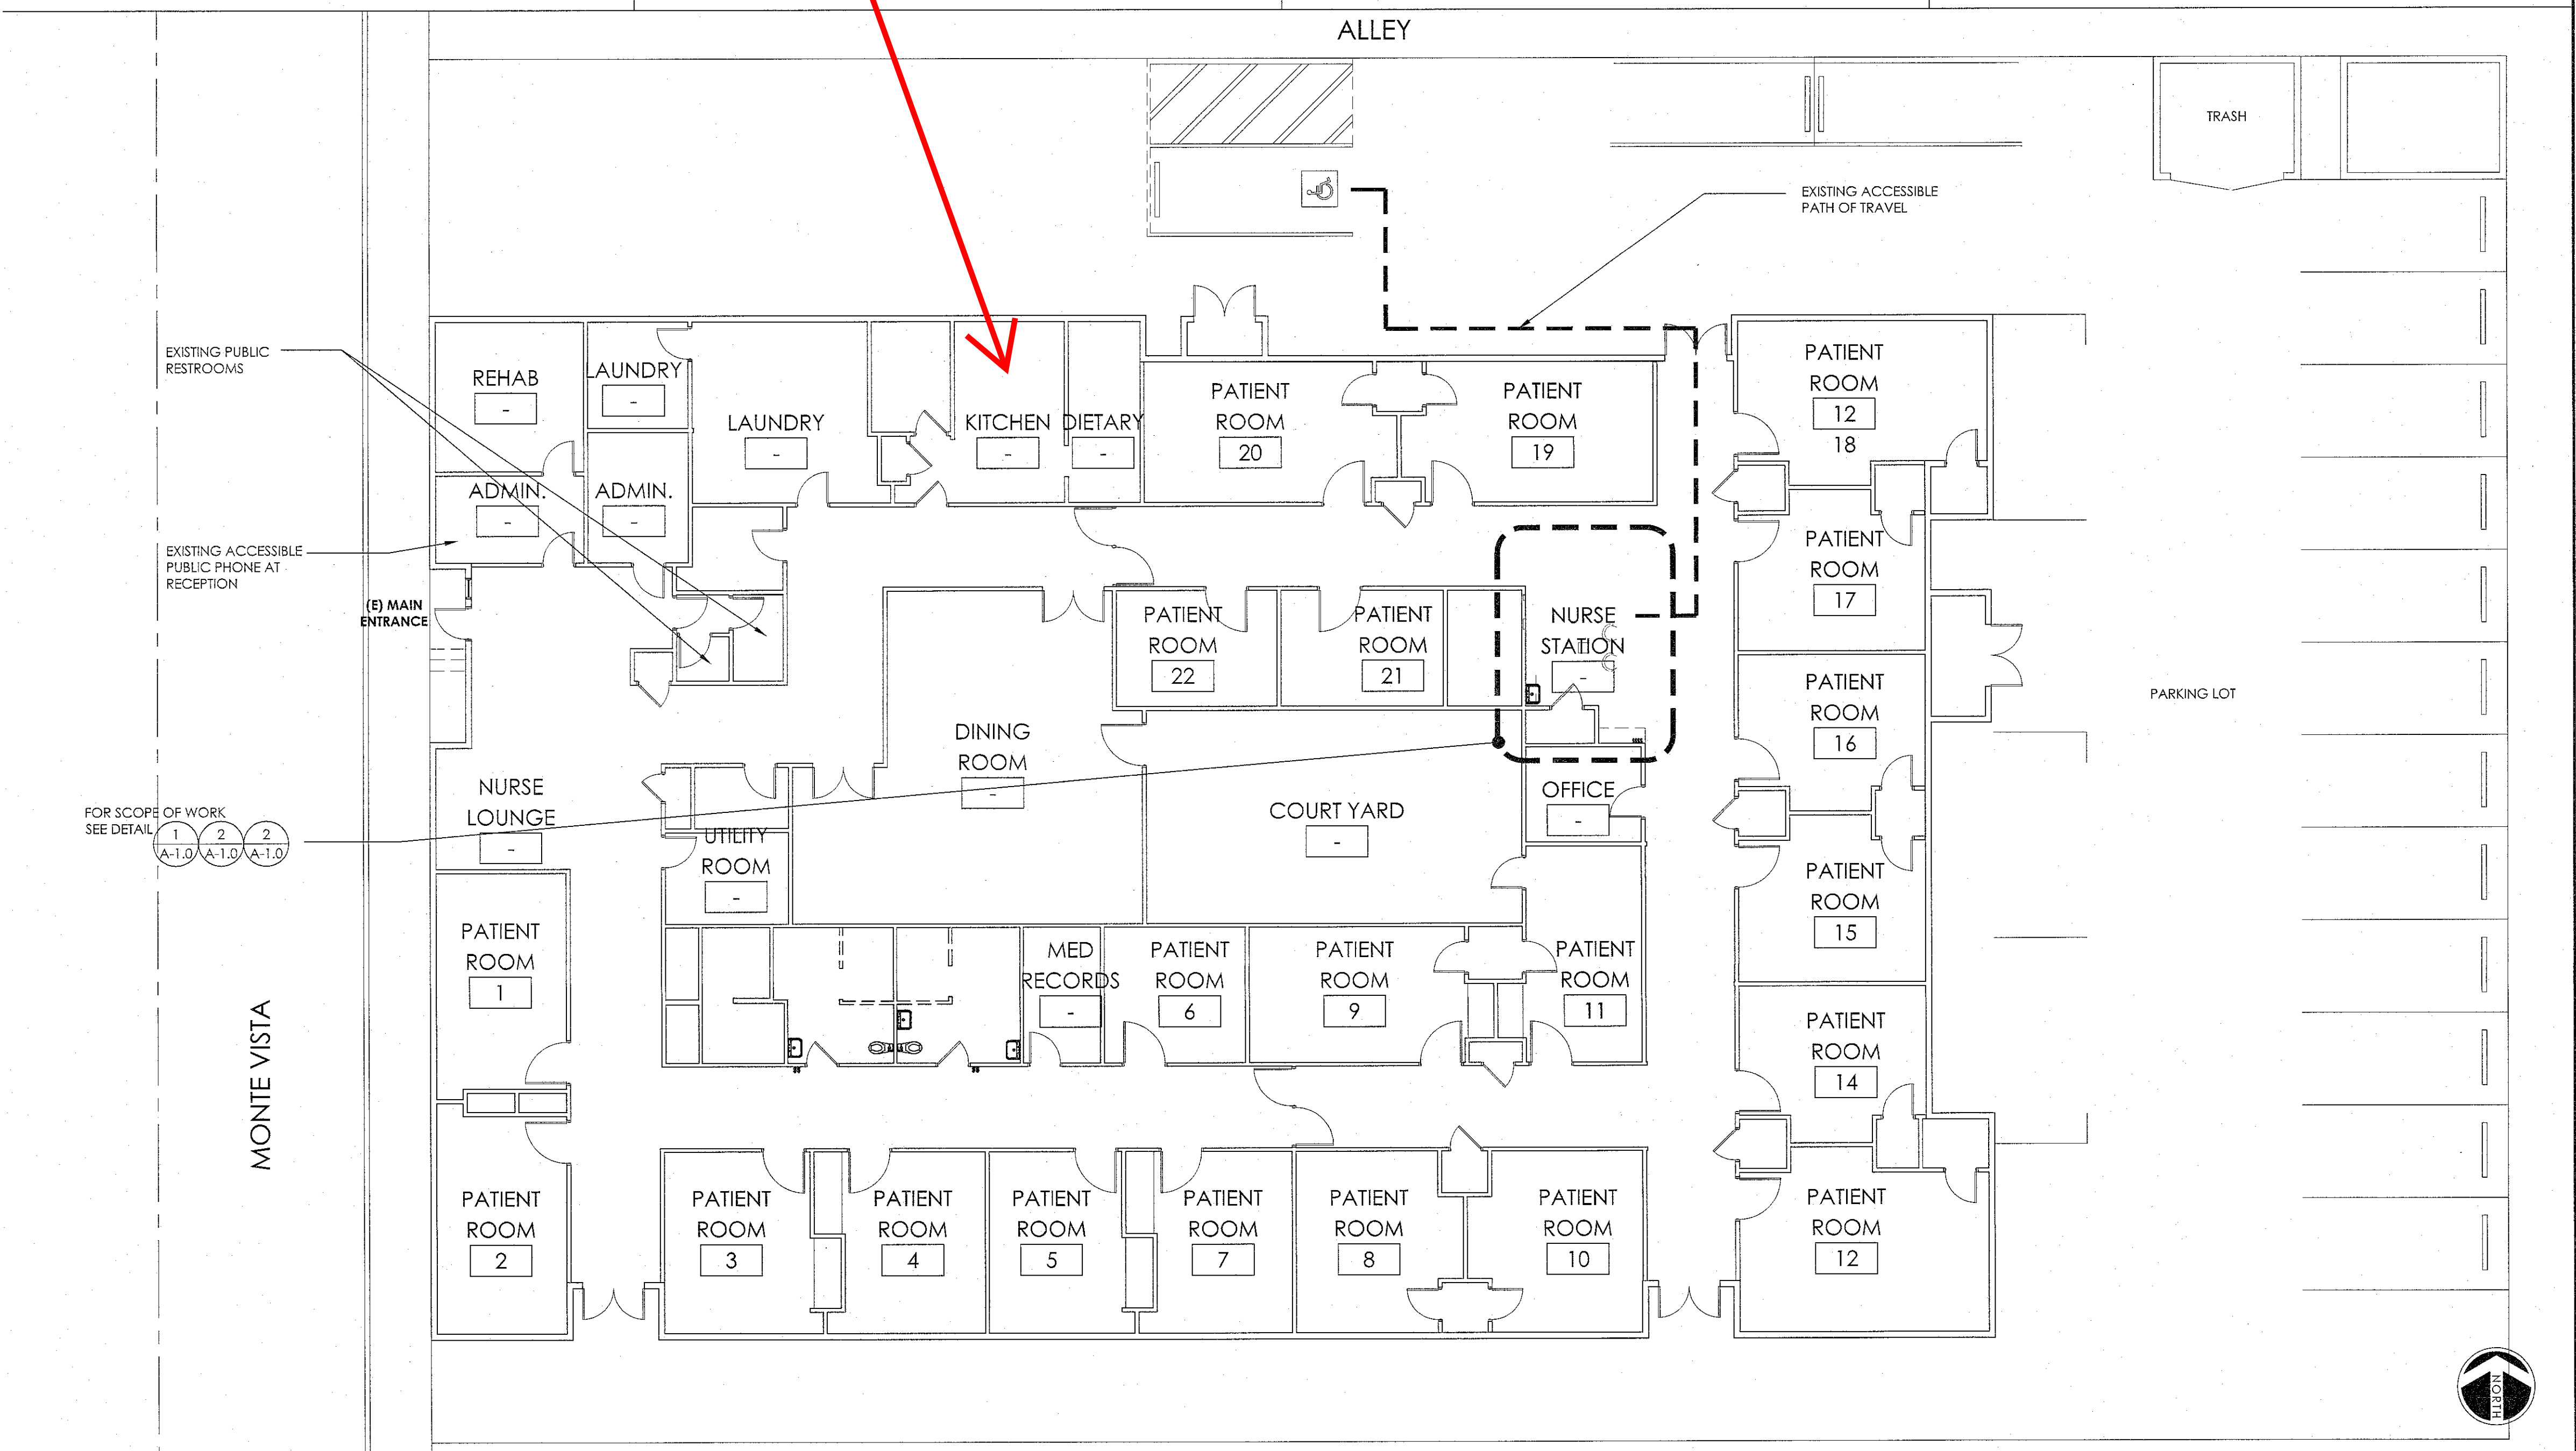 ALLEY
TRASH
EXISTING ACCESSIBLE
PATH OF TRAVEL
EXISTING PUBLIC
RESTROOMS
REHAB
-
LAUNDRY
-
LAUNDRY
-
KITCHEN
-
DIETARY
-
PATIENT
ROOM
20
PATIENT
ROOM
19
PATIENT
ROOM
12
18
ADMIN.
-
ADMIN.
-
EXISTING ACCESSIBLE
PUBLIC PHONE AT
RECEPTION
(E) MAIN
ENTRANCE
PATIENT
ROOM
17
PATIENT
ROOM
22
PATIENT
ROOM
21
NURSE
STATION
-
PATIENT
ROOM
16
PARKING LOT
DINING
ROOM
-
NURSE
LOUNGE
-
COURT YARD
-
OFFICE
-
FOR SCOPE OF WORK
SEE DETAIL
1
A-1.0
2
A-1.0
2
A-1.0
UTILITY
ROOM
-
PATIENT
ROOM
15
PATIENT
ROOM
1
MED
RECORDS
-
PATIENT
ROOM
6
PATIENT
ROOM
9
PATIENT
ROOM
11
PATIENT
ROOM
14
MONTE VISTA
PATIENT
ROOM
2
PATIENT
ROOM
3
PATIENT
ROOM
4
PATIENT
ROOM
5
PATIENT
ROOM
7
PATIENT
ROOM
8
PATIENT
ROOM
10
PATIENT
ROOM
12
NORTH